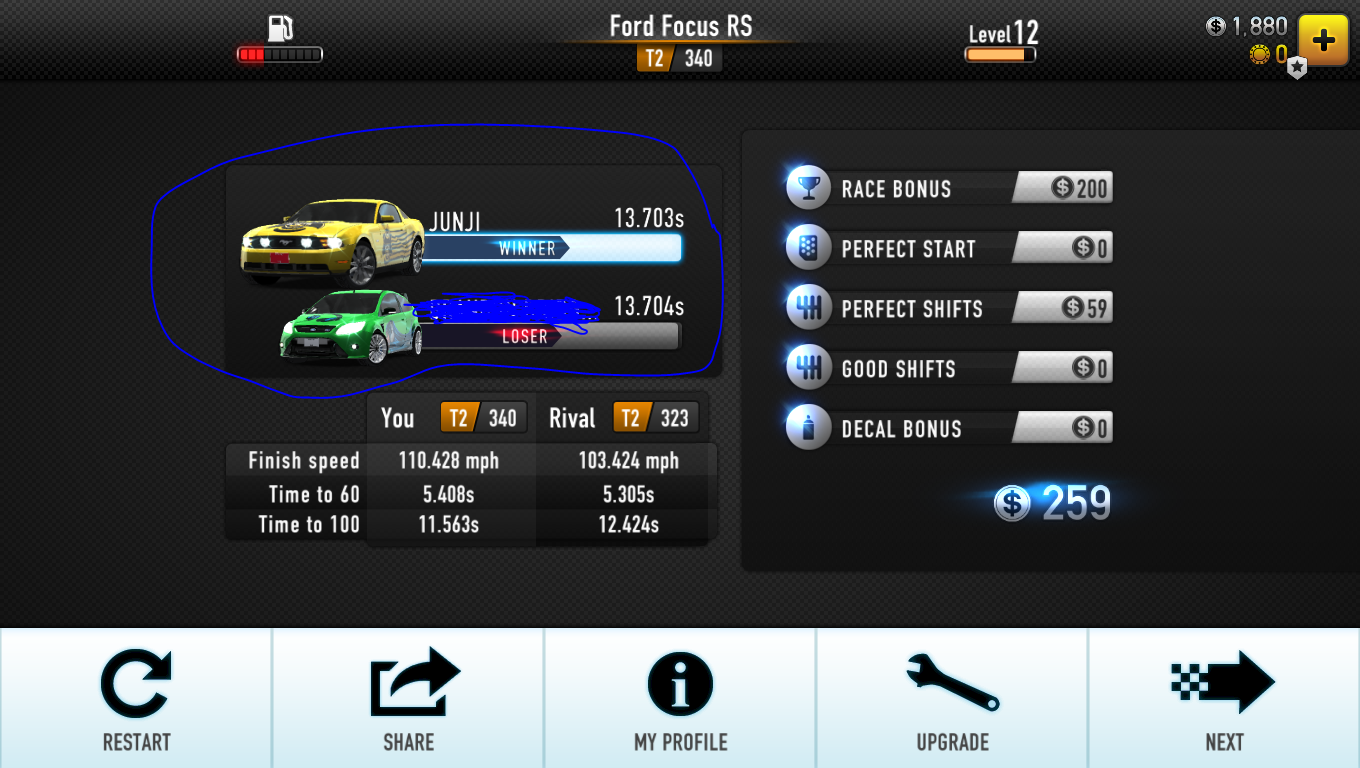 Ford Focus RS
T2 340
Level 12
1,880
0
JUNJI 13.703s
WINNER
13.704s
LOSER
You T2 340 Rival T2 323
Finish speed 110.428 mph 103.424 mph
Time to 60 5.408s 5.305s
Time to 100 11.563s 12.424s
RACE BONUS $200
PERFECT START $0
PERFECT SHIFTS $59
GOOD SHIFTS $0
DECAL BONUS $0
$ 259
RESTART
SHARE
MY PROFILE
UPGRADE
NEXT